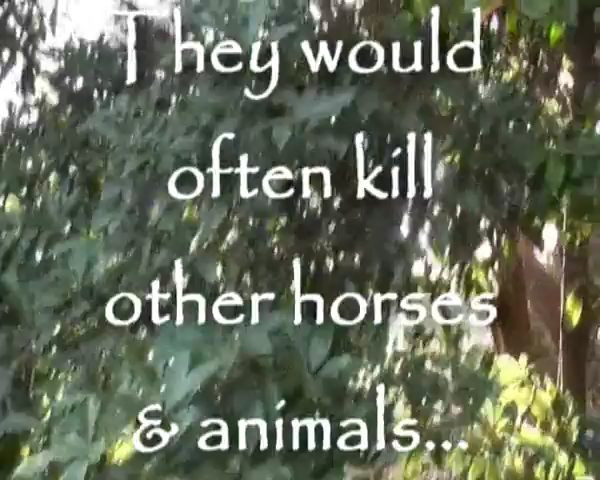 They would
often kill
other horses
& animals...